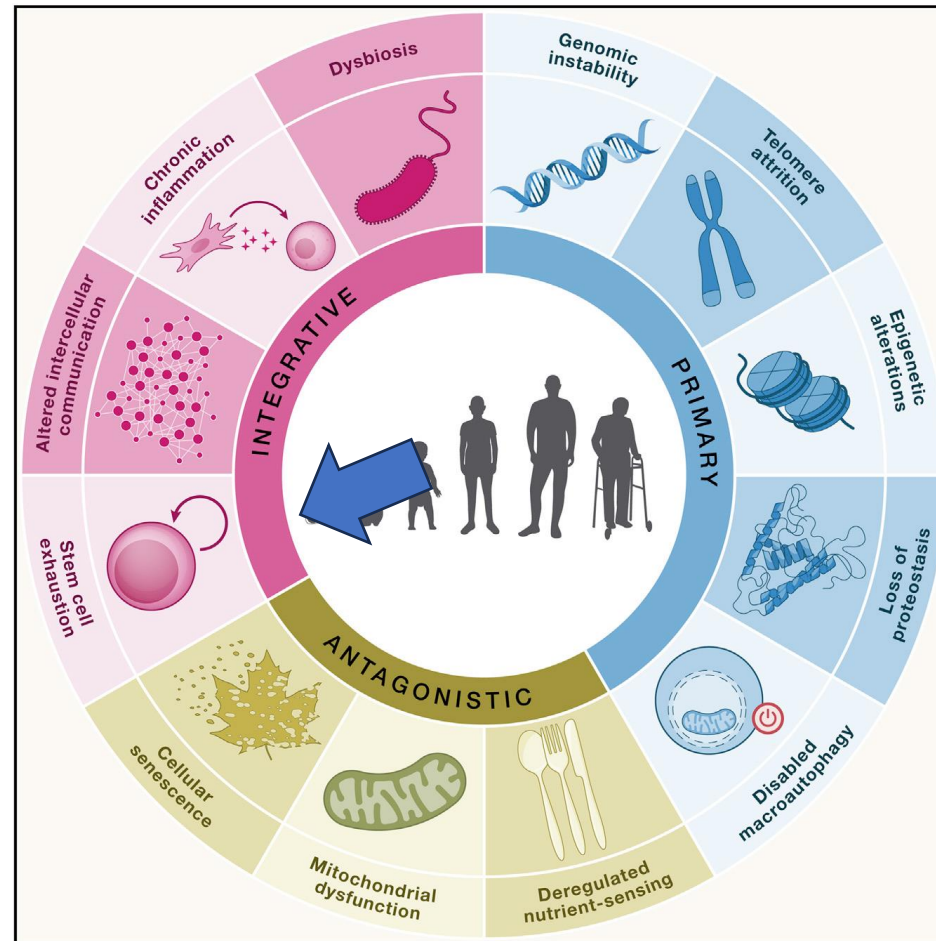 Dysbiosis
Genomic
instability
Telomere
attrition
Epigenetic
alterations
Loss of
proteostasis
Disabled
macroautophagy
Deregulated
nutrient-sensing
Mitochondrial
dysfunction
Cellular
senescence
Stem cell
exhaustion
Altered intercellular
communication
Chronic
inflammation
INTEGRATIVE
PRIMARY
ANTAGONISTIC